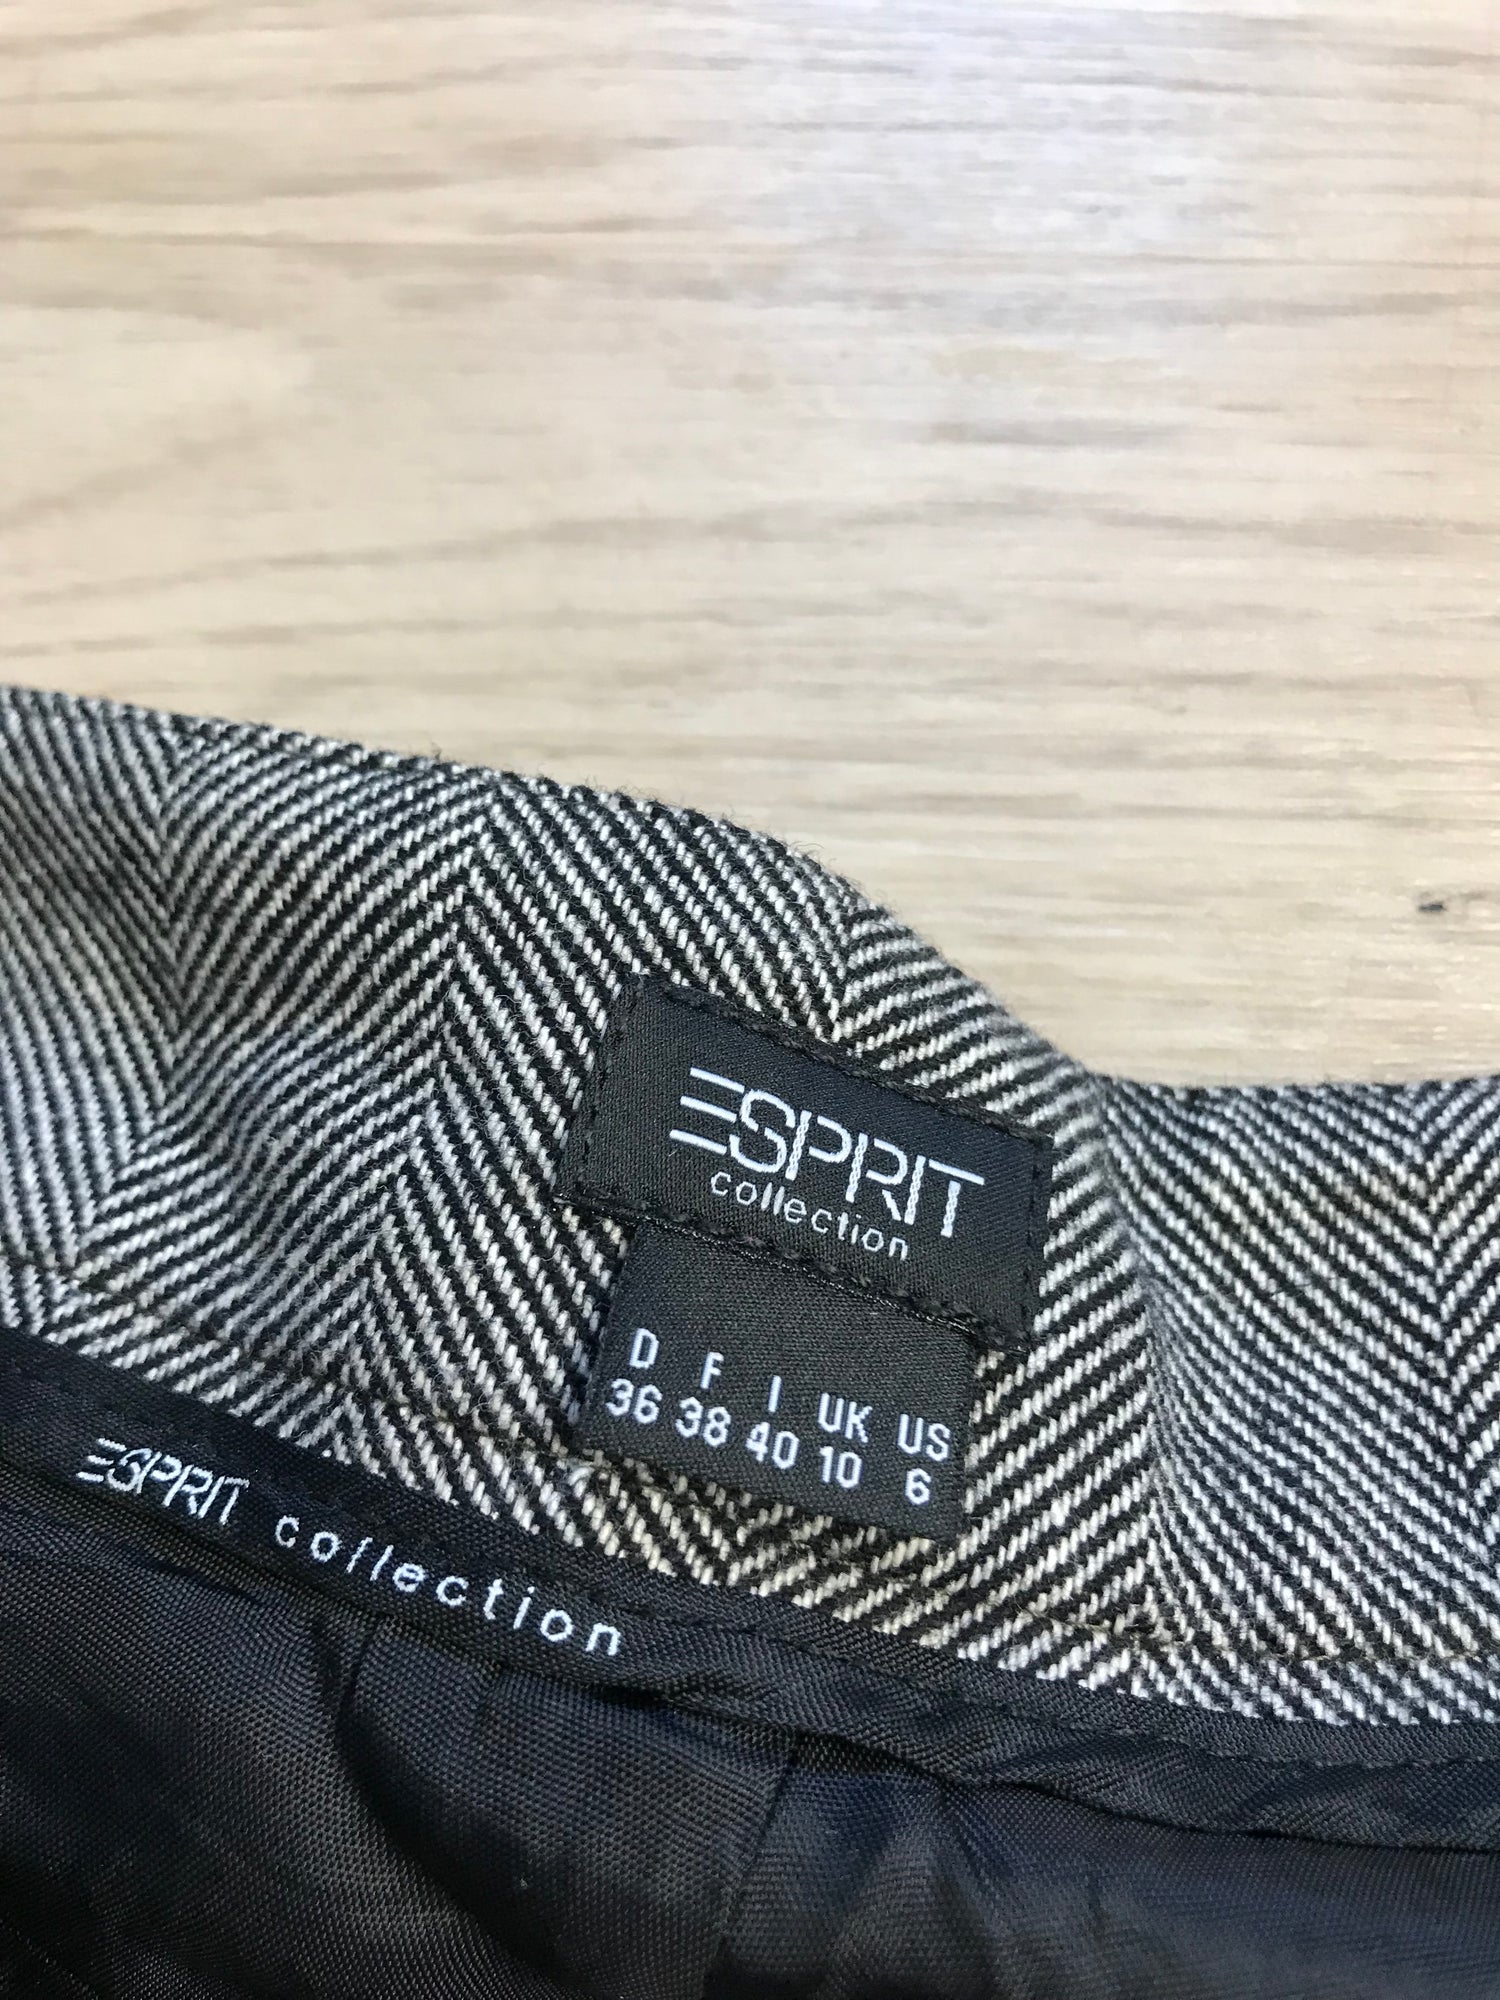 ESPRIT
collection
D F I UK US
36 38 40 10 6
ESPRIT collection